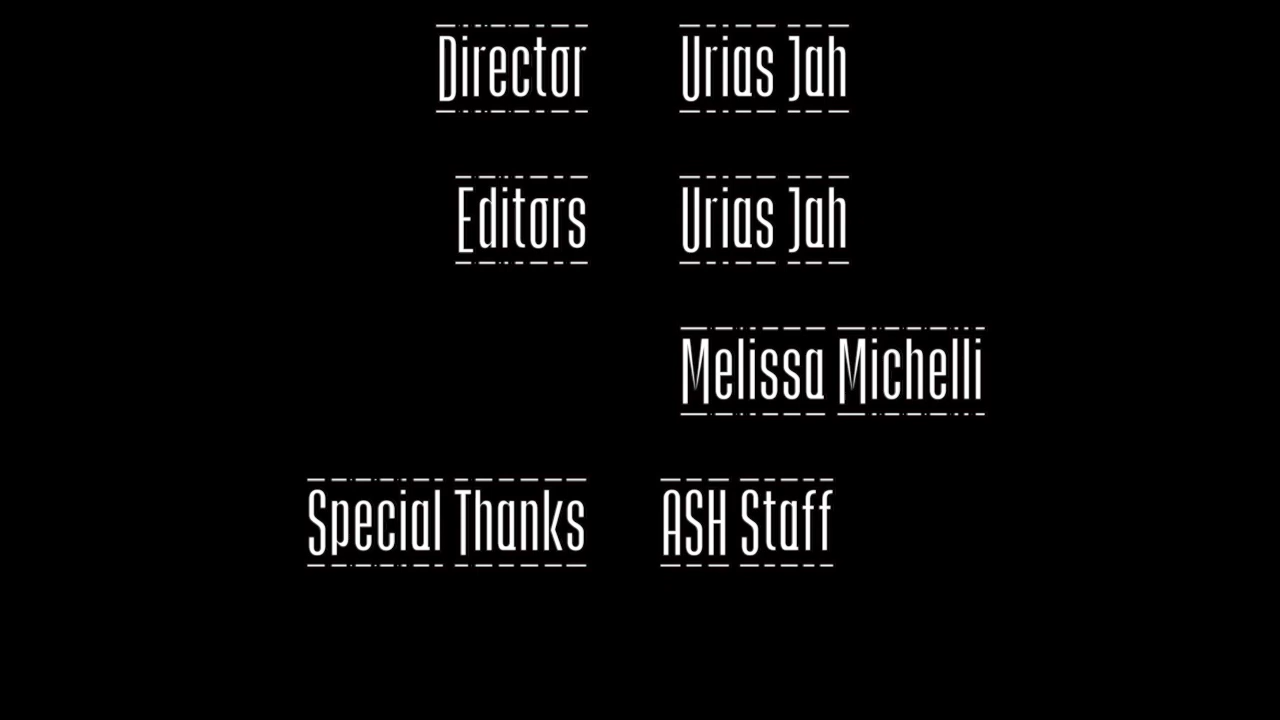 Director Urias Jah
Editors Urias Jah
Melissa Michelli
Special Thanks ASH Staff